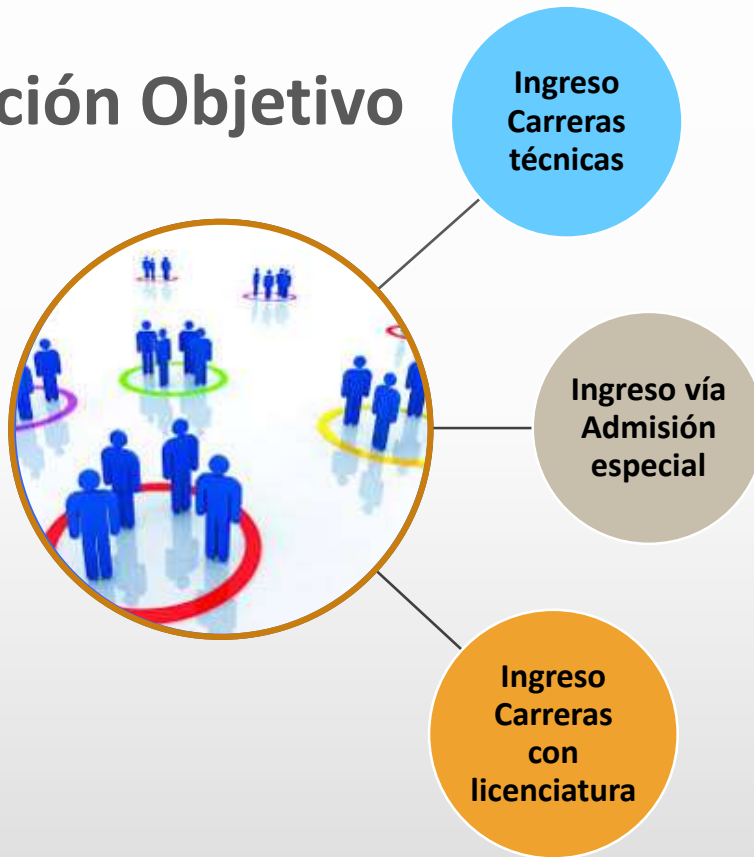 ción Objetivo
Ingreso
Carreras
técnicas
Ingreso vía
Admisión
especial
Ingreso
Carreras
con
licenciatura